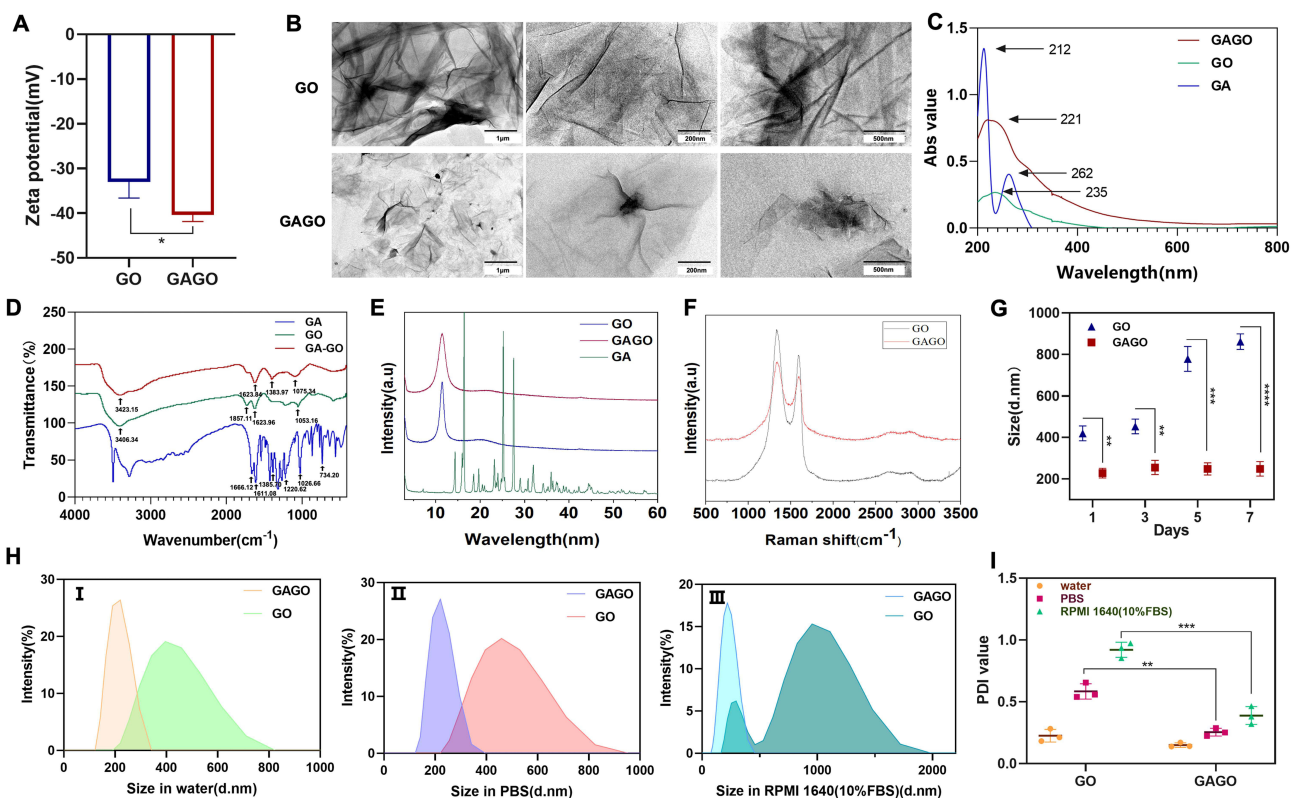 A
Zeta potential(mV)
0
-10
-20
-30
-40
-50
*
GO
GAGO
B
GO
1μm
200nm
500nm
GAGO
1μm
200nm
500nm
C
Abs value
1.5
1.0
0.5
0.0
212
221
262
235
GAGO
GO
GA
200
400
600
800
Wavelength(nm)
D
Transmittance (%)
250
200
150
100
50
0
GA
GO
GA-GO
3423.15
1623.84
1383.97
1075.34
3406.34
1857.11
1623.96
1053.16
1666.12
1611.08
1385.70
1220.62
1026.66
734.20
4000
3000
2000
1000
Wavenumber(cm-1)
E
Intensity(a.u)
GO
GAGO
GA
10
20
30
40
50
60
Wavelength(nm)
F
Intensity(a.u)
GO
GAGO
500
1000
1500
2000
2500
3000
3500
Raman shift(cm-1)
G
Size(d.nm)
1000
800
600
400
200
GO
GAGO
**
**
***
****
1
3
5
7
Days
H
I
Intensity(%)
30
20
10
0
GAGO
GO
0
200
400
600
800
1000
Size in water(d.nm)
II
Intensity(%)
30
20
10
0
GAGO
GO
0
200
400
600
800
1000
Size in PBS(d.nm)
III
Intensity(%)
20
15
10
5
0
GAGO
GO
0
1000
2000
Size in RPMI 1640(10%FBS)(d.nm)
I
PDI value
1.5
1.0
0.5
0.0
water
PBS
RPMI 1640(10%FBS)
***
**
GO
GAGO